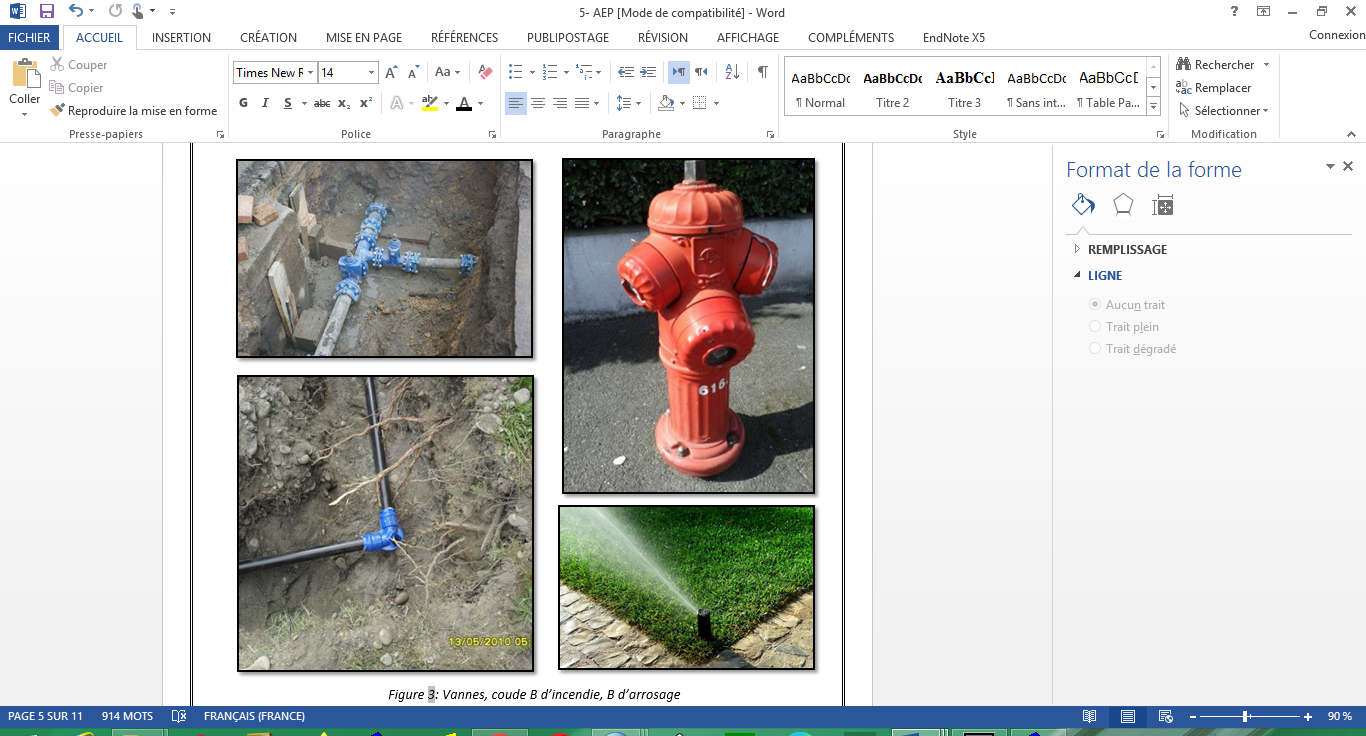 5- AEP [Mode de compatibilité] - Word
FICHIER ACCUEIL INSERTION CRÉATION MISE EN PAGE RÉFÉRENCES PUBLIPOSTAGE RÉVISION AFFICHAGE COMPLÉMENTS EndNote X5 Connexion
Coller
Couper
Copier
Reproduire la mise en forme
Presse-papiers
Times New R 14
G I S abc x₂ x²
Police
Paragraphe
AaBbCcDc AaBbCcDc AaBbCcI AaBbCcDc AaBbCcD
¶ Normal Titre 2 Titre 3 ¶ Sans int... ¶ Table Pa...
Style
Rechercher
Remplacer
Sélectionner
Modification
616
13/05/2010 05:
Figure 3: Vannes, coude B d’incendie, B d’arrosage
Format de la forme
REMPLISSAGE
LIGNE
Aucun trait
Trait plein
Trait dégradé
PAGE 5 SUR 11 914 MOTS FRANÇAIS (FRANCE) 90 %